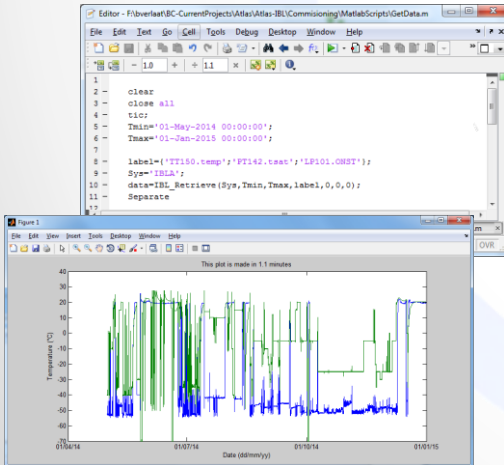 Editor - F:\bverlaat\BC-CurrentProjects\Atlas\Atlas-IBL\Commisioning\MatlabScripts\GetData.m
File Edit Text Go Cell Tools Debug Desktop Window Help
- 1.0 + ÷ 1.1 ×
1
2 - clear
3 - close all
4 - tic;
5 - Tmin='01-May-2014 00:00:00';
6 - Tmax='01-Jan-2015 00:00:00';
7
8 - label={'TT150.temp';'PT142.tsat';'LP101.ONST'};
9 - Sys='IBLA';
10 - data=IBL_Retrieve(Sys,Tmin,Tmax,label,0,0,0);
11 - Separate
12
.m ×
OVR
Figure 1
File Edit View Insert Tools Desktop Window Help
This plot is made in 1.1 minutes
Temperature (°C)
40
30
20
10
0
-10
-20
-30
-40
-50
-60
-70
01/04/14 01/07/14 01/10/14 01/01/15
Date (dd/mm/yy)